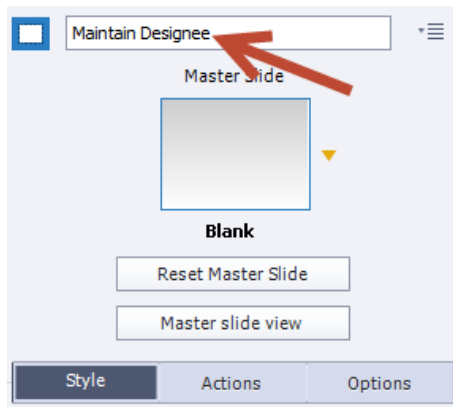 Maintain Designee
Master Slide
Blank
Reset Master Slide
Master slide view
Style Actions Options